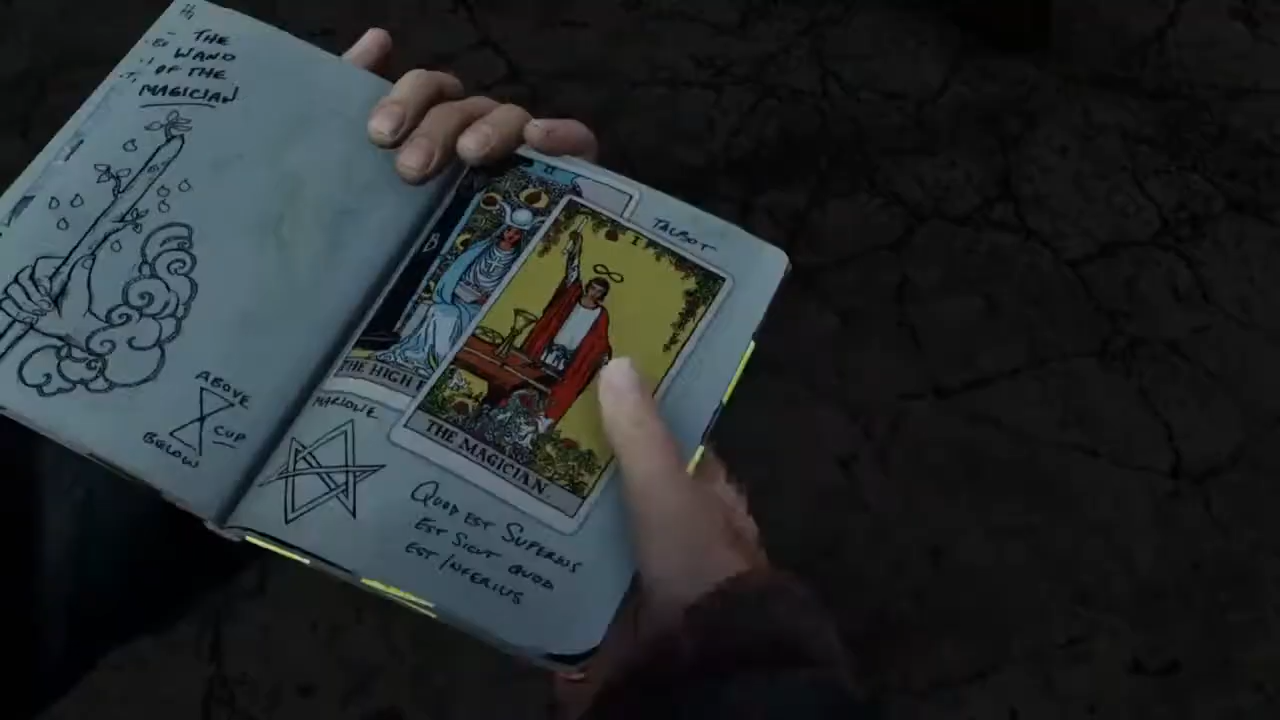 THE
WAND
OF THE
MAGICIAN
ABOVE
CUP
BELOW
TALBOT
B
I
THE HIGH
THE MAGICIAN.
MARLOWE
QUOD EST SUPERIUS
EST SICUT QUOD
EST INFERIUS